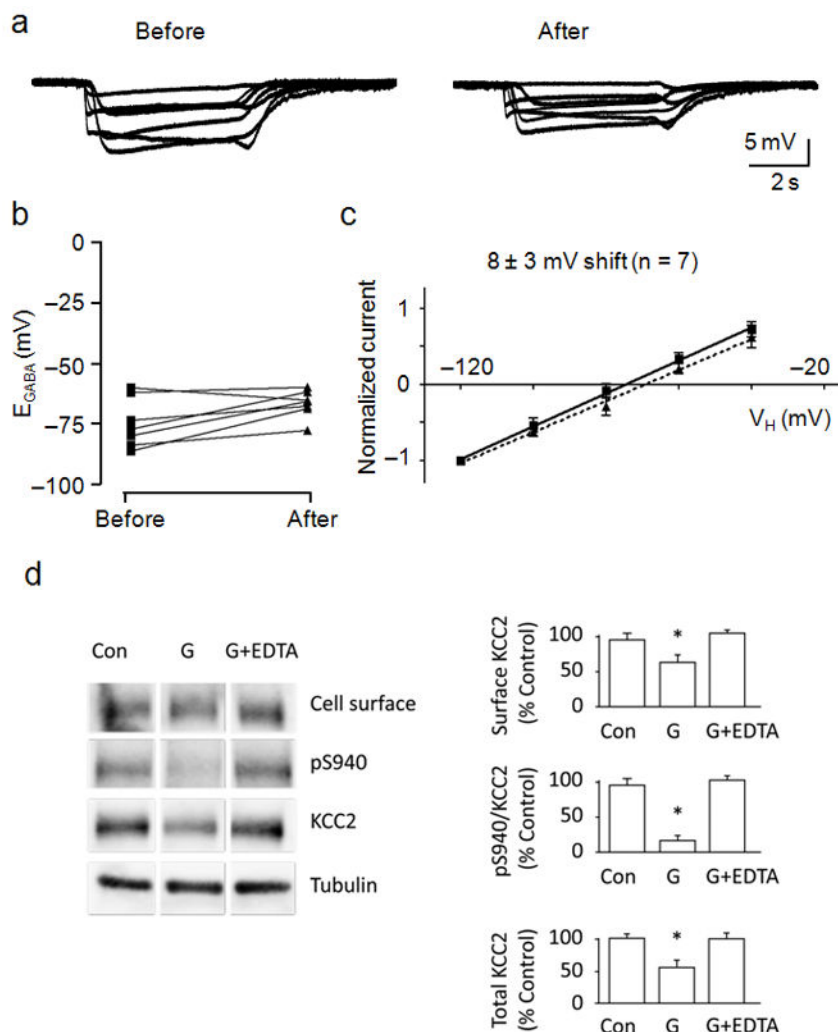 a
Before
After
5 mV
2 s
b
0
−25
−50
−75
−100
E_GABA (mV)
Before
After
c
8 ± 3 mV shift (n = 7)
1
0
−1
−120
−20
Normalized current
V_H (mV)
d
Con G G+EDTA
Cell surface
pS940
KCC2
Tubulin
Surface KCC2
(% Control)
100
50
0
*
Con G G+EDTA
pS940/KCC2
(% Control)
100
50
0
*
Con G G+EDTA
Total KCC2
(% Control)
100
50
0
*
Con G G+EDTA